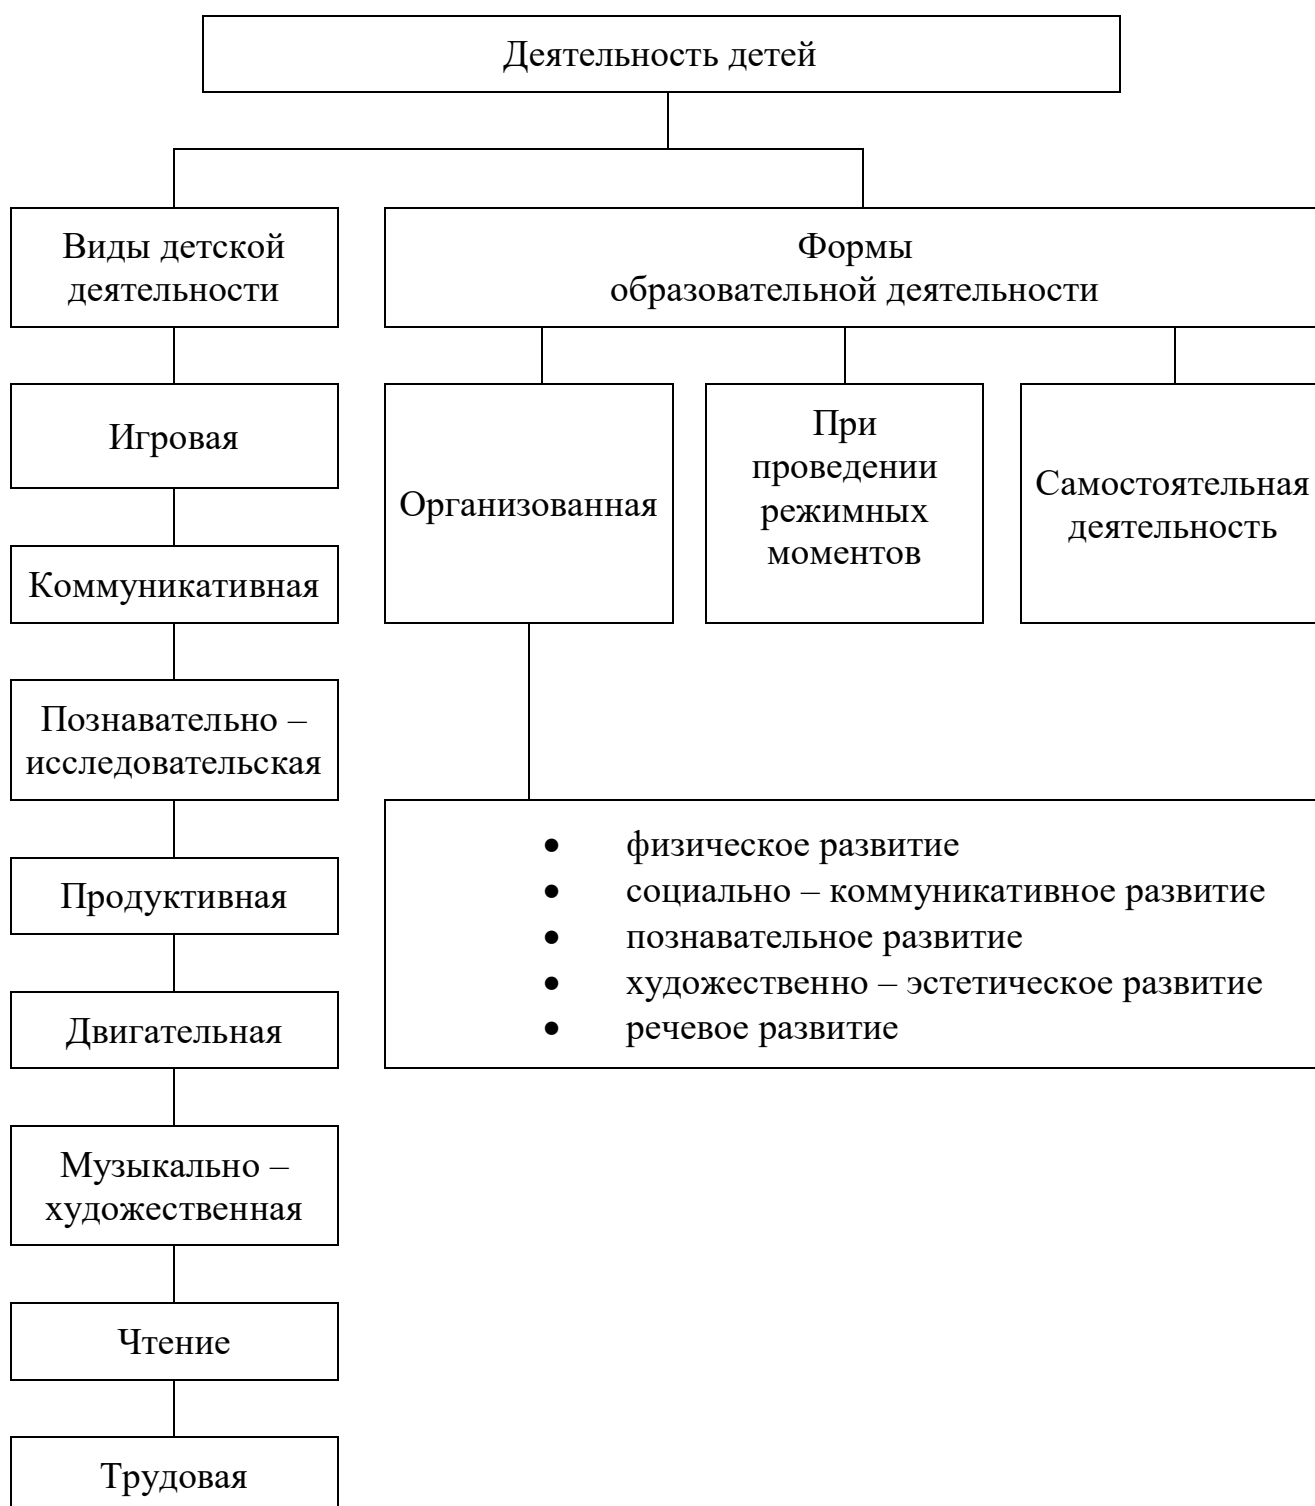 Деятельность детей
Виды детской
деятельности
Формы
образовательной деятельности
Игровая
Коммуникативная
Познавательно –
исследовательская
Продуктивная
Двигательная
Музыкально –
художественная
Чтение
Трудовая
Организованная
При
проведении
режимных
моментов
Самостоятельная
деятельность
• физическое развитие
• социально – коммуникативное развитие
• познавательное развитие
• художественно – эстетическое развитие
• речевое развитие